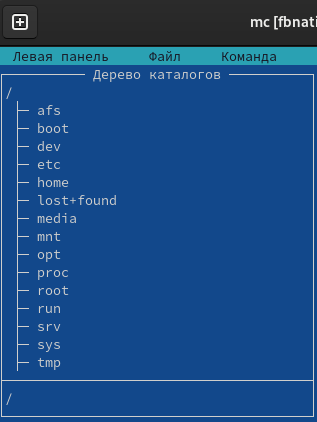 mc [fbnati
Левая панель Файл Команда
Дерево каталогов
/
afs
boot
dev
etc
home
lost+found
media
mnt
opt
proc
root
run
srv
sys
tmp
/